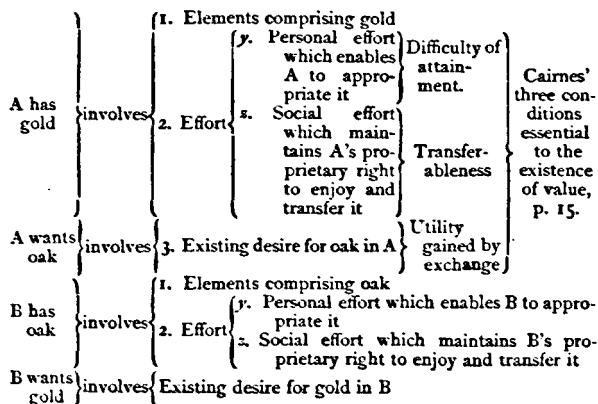 1. Elements comprising gold
y. Personal effort
which enables
A to appro-
priate it
Difficulty of
attain-
ment.
A has
gold
involves
2. Effort
z. Social effort
which main-
tains A's pro-
prietary right
to enjoy and
transfer it
Transfer-
ableness
Cairnes'
three con-
ditions
essential
to the
existence
of value,
p. 15.
A wants
oak
involves
3. Existing desire for oak in A
Utility
gained by
exchange
B has
oak
involves
1. Elements comprising oak
2. Effort
y. Personal effort which enables B to appro-
priate it
z. Social effort which maintains B's pro-
prietary right to enjoy and transfer it
B wants
gold
involves
Existing desire for gold in B